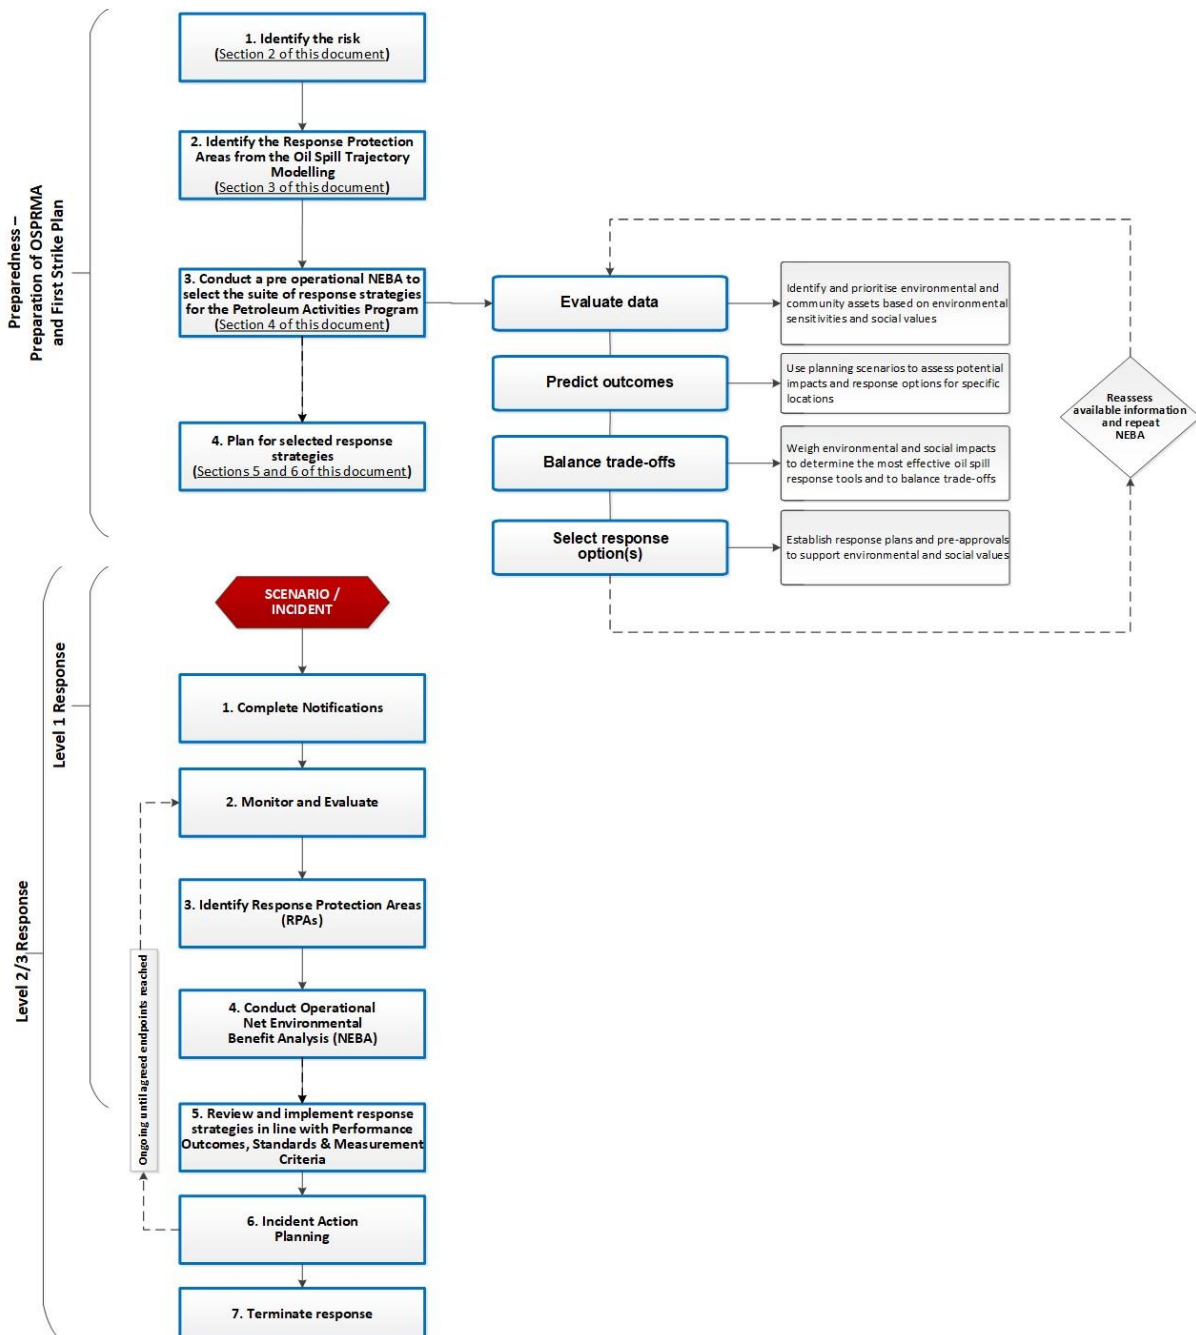 Preparedness –
Preparation of OSPRMA
and First Strike Plan
1. Identify the risk
(Section 2 of this document)
2. Identify the Response Protection
Areas from the Oil Spill Trajectory
Modelling
(Section 3 of this document)
3. Conduct a pre operational NEBA to
select the suite of response strategies
for the Petroleum Activities Program
(Section 4 of this document)
4. Plan for selected response
strategies
(Sections 5 and 6 of this document)
Evaluate data
Identify and prioritise environmental and
community assets based on environmental
sensitivities and social values
Predict outcomes
Use planning scenarios to assess potential
impacts and response options for specific
locations
Balance trade-offs
Weigh environmental and social impacts
to determine the most effective oil spill
response tools and to balance trade-offs
Select response
option(s)
Establish response plans and pre-approvals
to support environmental and social values
Reassess
available information
and repeat
NEBA
Level 2/3 Response
Level 1 Response
SCENARIO /
INCIDENT
1. Complete Notifications
2. Monitor and Evaluate
3. Identify Response Protection Areas
(RPAs)
4. Conduct Operational
Net Environmental
Benefit Analysis (NEBA)
5. Review and implement response
strategies in line with Performance
Outcomes, Standards & Measurement
Criteria
6. Incident Action
Planning
7. Terminate response
Ongoing until agreed endpoints reached